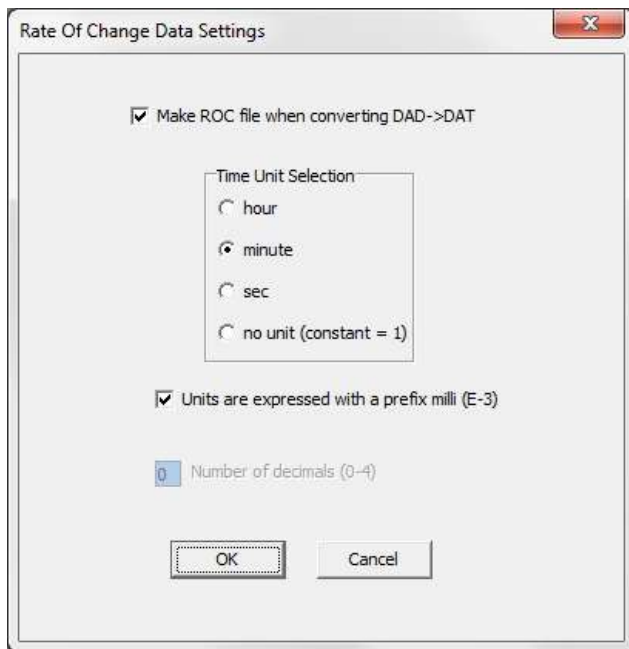 Rate Of Change Data Settings
Make ROC file when converting DAD->DAT
Time Unit Selection
hour
minute
sec
no unit (constant = 1)
Units are expressed with a prefix milli (E-3)
0 Number of decimals (0-4)
OK Cancel